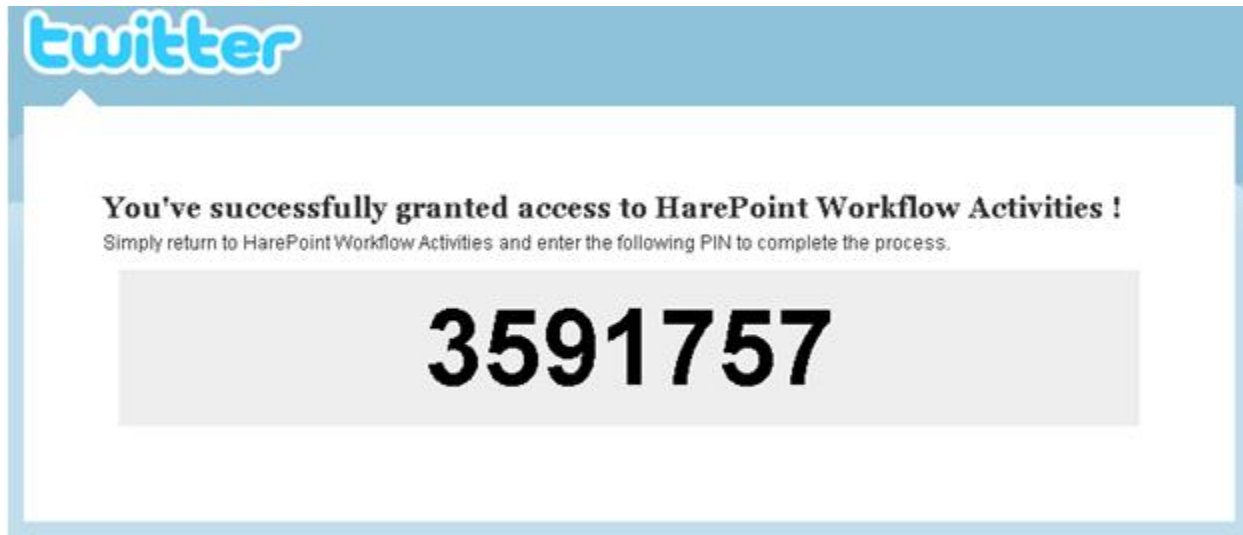 twitter
You've successfully granted access to HarePoint Workflow Activities !
Simply return to HarePoint Workflow Activities and enter the following PIN to complete the process.
3591757